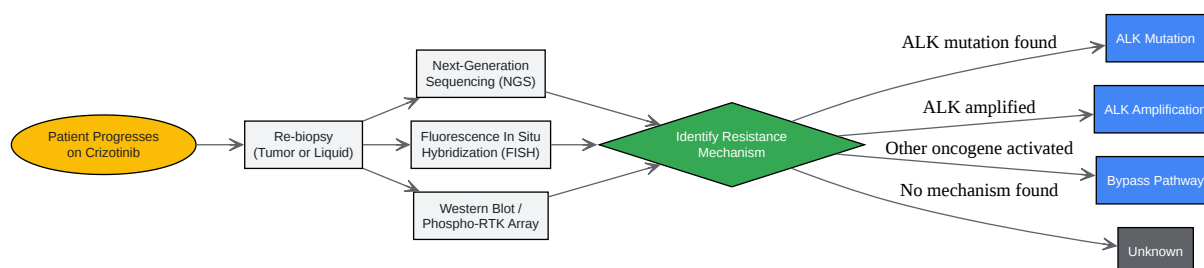 Patient Progresses
on Crizotinib
Re-biopsy
(Tumor or Liquid)
Next-Generation
Sequencing (NGS)
Fluorescence In Situ
Hybridization (FISH)
Western Blot /
Phospho-RTK Array
Identify Resistance
Mechanism
ALK mutation found
ALK amplified
Other oncogene activated
No mechanism found
ALK Mutation
ALK Amplification
Bypass Pathway
Unknown